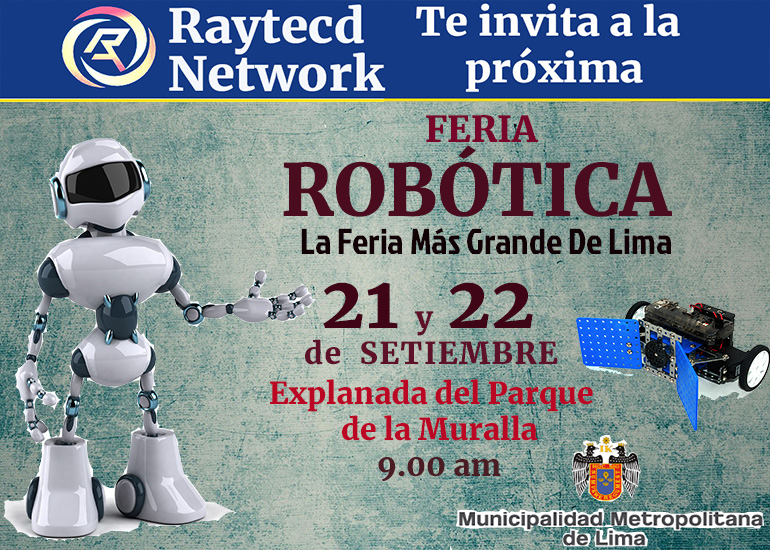 Raytecd
Network
Te invita a la
próxima
FERIA
ROBÓTICA
La Feria Más Grande De Lima
21 y 22
de SETIEMBRE
Explanada del Parque
de la Muralla
9.00 am
Municipalidad Metropolitana
de Lima